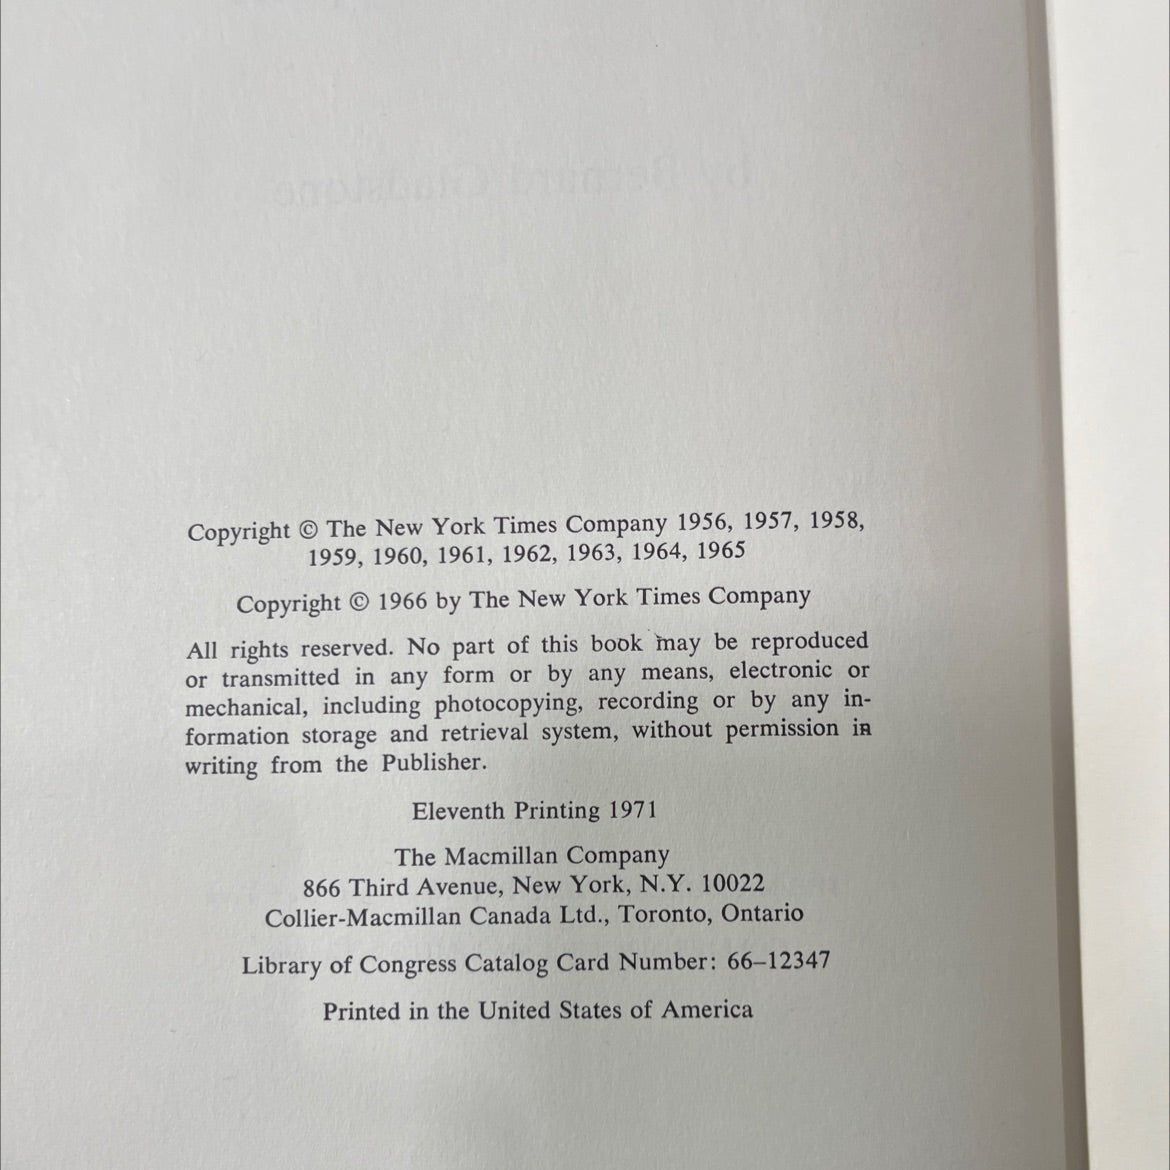 by Bernard Gladstone
Copyright © The New York Times Company 1956, 1957, 1958,
1959, 1960, 1961, 1962, 1963, 1964, 1965
Copyright © 1966 by The New York Times Company
All rights reserved. No part of this book may be reproduced
or transmitted in any form or by any means, electronic or
mechanical, including photocopying, recording or by any in-
formation storage and retrieval system, without permission in
writing from the Publisher.
Eleventh Printing 1971
The Macmillan Company
866 Third Avenue, New York, N.Y. 10022
Collier-Macmillan Canada Ltd., Toronto, Ontario
Library of Congress Catalog Card Number: 66–12347
Printed in the United States of America